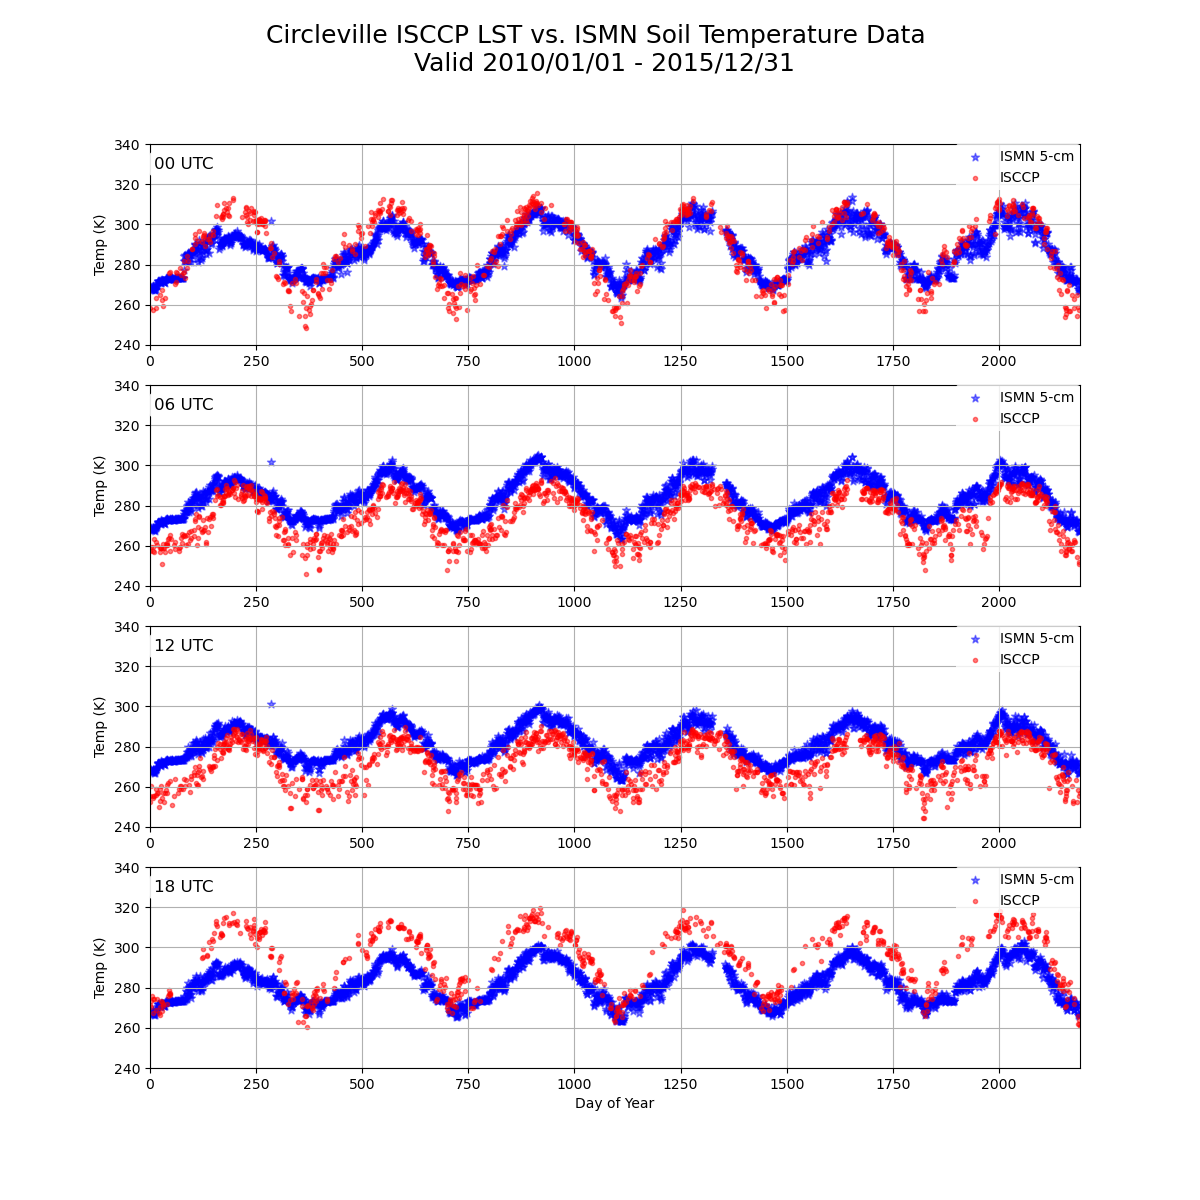 Circleville ISCCP LST vs. ISMN Soil Temperature Data
Valid 2010/01/01 - 2015/12/31
340
320
300
280
260
240
Temp (K)
00 UTC
ISMN 5-cm
ISCCP
0 250 500 750 1000 1250 1500 1750 2000
340
320
300
280
260
240
Temp (K)
06 UTC
ISMN 5-cm
ISCCP
0 250 500 750 1000 1250 1500 1750 2000
340
320
300
280
260
240
Temp (K)
12 UTC
ISMN 5-cm
ISCCP
0 250 500 750 1000 1250 1500 1750 2000
340
320
300
280
260
240
Temp (K)
18 UTC
ISMN 5-cm
ISCCP
0 250 500 750 1000 1250 1500 1750 2000
Day of Year